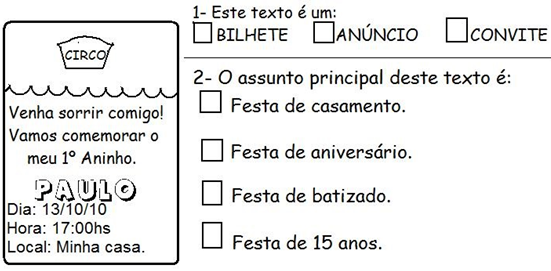 CIRCO
Venha sorrir comigo!
Vamos comemorar o
meu 1º Aninho.
PAULO
Dia: 13/10/10
Hora: 17:00hs
Local: Minha casa.
1- Este texto é um:
BILHETE ANÚNCIO CONVITE
2- O assunto principal deste texto é:
Festa de casamento.
Festa de aniversário.
Festa de batizado.
Festa de 15 anos.